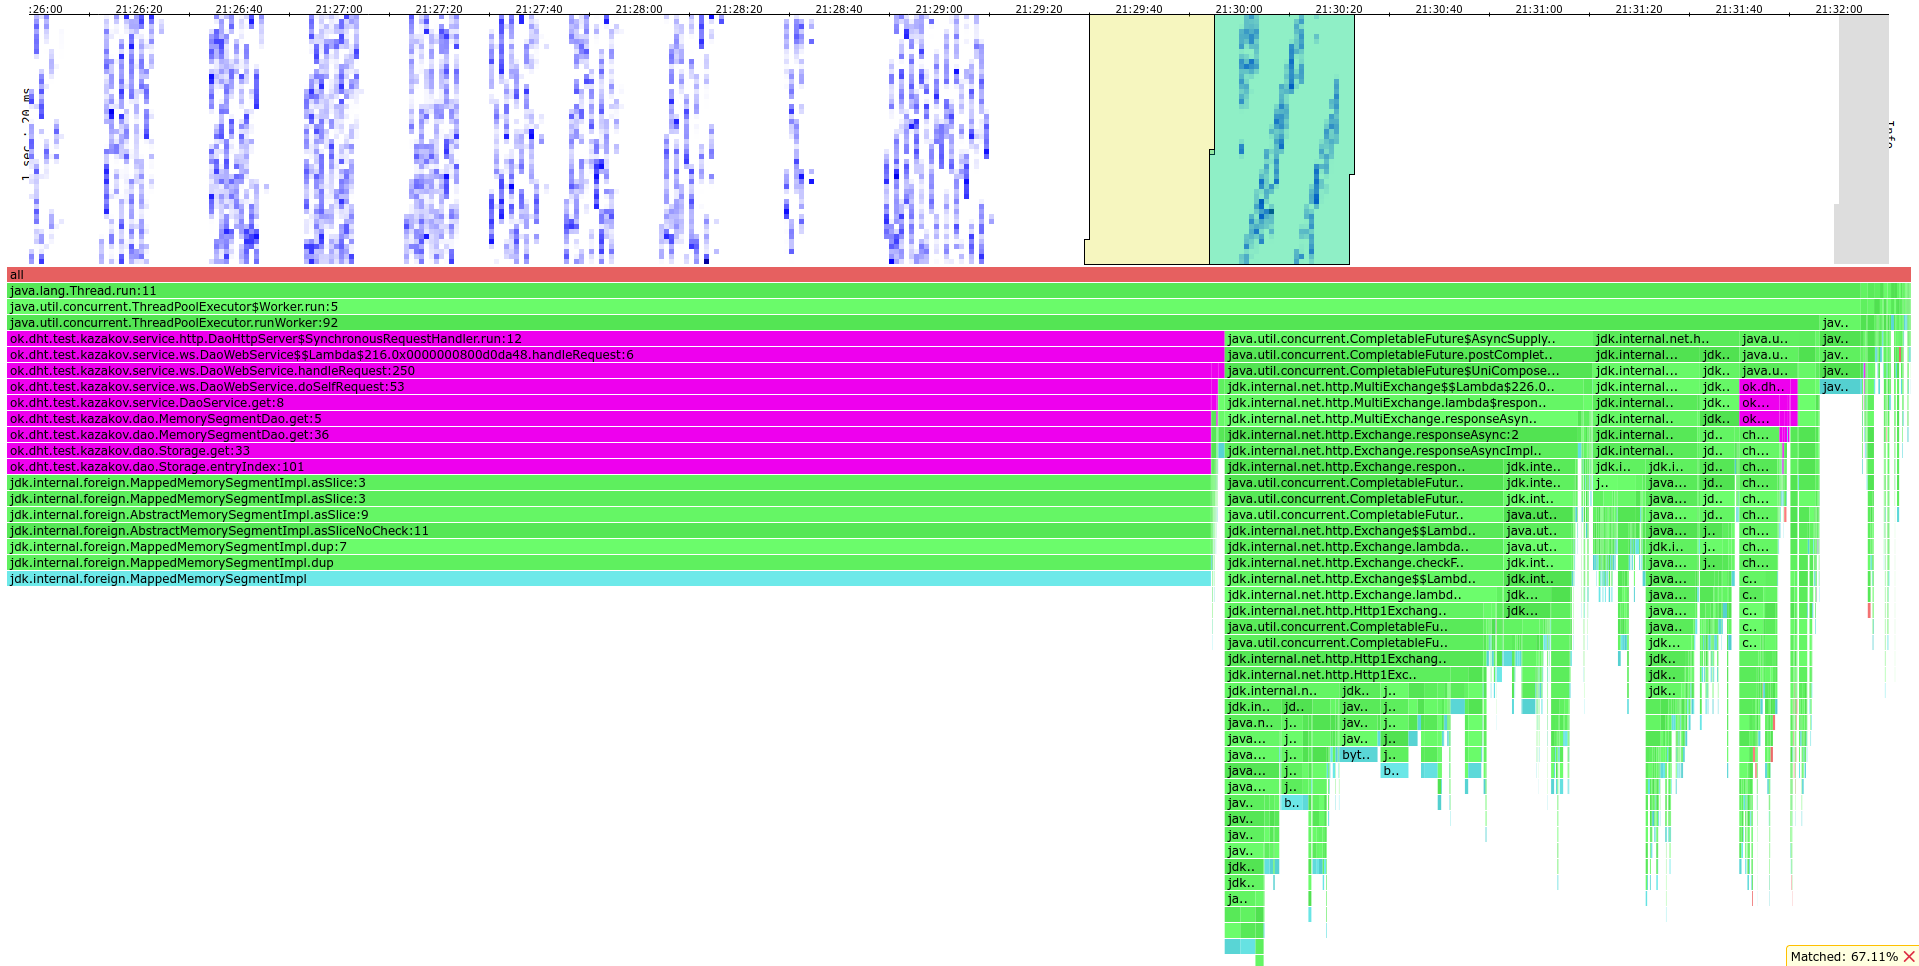 :26:00 21:26:20 21:26:40 21:27:00 21:27:20 21:27:40 21:28:00 21:28:20 21:28:40 21:29:00 21:29:20 21:29:40 21:30:00 21:30:20 21:30:40 21:31:00 21:31:20 21:31:40 21:32:00
1 sec : 20 ms
Info
all
java.lang.Thread.run:11
java.util.concurrent.ThreadPoolExecutor$Worker.run:5
java.util.concurrent.ThreadPoolExecutor.runWorker:92 jav..
ok.dht.test.kazakov.service.http.DaoHttpServer$SynchronousRequestHandler.run:12 java.util.concurrent.CompletableFuture$AsyncSupply.. jdk.internal.net.h.. java.u.. jav..
ok.dht.test.kazakov.service.ws.DaoWebService$$Lambda$216.0x0000000800d0da48.handleRequest:6 java.util.concurrent.CompletableFuture.postComplet.. jdk.internal... jdk.. java.u.. jav..
ok.dht.test.kazakov.service.ws.DaoWebService.handleRequest:250 java.util.concurrent.CompletableFuture$UniCompose... jdk.internal... jdk.. java.u.. jav..
ok.dht.test.kazakov.service.ws.DaoWebService.doSelfRequest:53 jdk.internal.net.http.MultiExchange$$Lambda$226.0.. jdk.internal... jdk.. ok.dh.. jav..
ok.dht.test.kazakov.service.DaoService.get:8 jdk.internal.net.http.MultiExchange.lambda$respon.. jdk.internal.. jdk.. ok...
ok.dht.test.kazakov.dao.MemorySegmentDao.get:5 jdk.internal.net.http.MultiExchange.responseAsyn.. jdk.internal.. jdk.. ok...
ok.dht.test.kazakov.dao.MemorySegmentDao.get:36 jdk.internal.net.http.Exchange.responseAsync:2 jdk.internal.. jd.. ch...
ok.dht.test.kazakov.dao.Storage.get:33 jdk.internal.net.http.Exchange.responseAsyncImpl.. jdk.internal.. jd.. ch...
ok.dht.test.kazakov.dao.Storage.entryIndex:101 jdk.internal.net.http.Exchange.respon.. jdk.inte.. jdk.i.. jdk.i.. jd.. ch...
jdk.internal.foreign.MappedMemorySegmentImpl.asSlice:3 java.util.concurrent.CompletableFutur.. jdk.inte.. j.. java... jd.. ch...
jdk.internal.foreign.MappedMemorySegmentImpl.asSlice:3 java.util.concurrent.CompletableFutur.. jdk.int.. java... jd.. ch...
jdk.internal.foreign.AbstractMemorySegmentImpl.asSlice:9 java.util.concurrent.CompletableFutur.. java.ut.. java... jd.. ch...
jdk.internal.foreign.AbstractMemorySegmentImpl.asSliceNoCheck:11 jdk.internal.net.http.Exchange$$Lambd.. java.ut.. java... j.. ch...
jdk.internal.foreign.MappedMemorySegmentImpl.dup:7 jdk.internal.net.http.Exchange.lambda.. java.ut.. jdk.i.. j.. ch...
jdk.internal.foreign.MappedMemorySegmentImpl.dup jdk.internal.net.http.Exchange.checkF.. jdk.int.. java... j.. ch...
jdk.internal.foreign.MappedMemorySegmentImpl jdk.internal.net.http.Exchange$$Lambd.. jdk.int.. java... c..
jdk.internal.net.http.Exchange.lambd.. jdk... java... c..
jdk.internal.net.http.Http1Exchang.. jdk... java... c..
java.util.concurrent.CompletableFu.. java.. c..
java.util.concurrent.CompletableFu.. jdk... c..
jdk.internal.net.http.Http1Exchang.. jdk..
jdk.internal.net.http.Http1Exc.. jdk..
jdk.internal.n.. jdk.. j.. jdk..
jdk.in.. jd.. jav.. j..
java.n.. j.. jav.. j..
java... j.. jav.. j..
java... j.. byt.. j..
java... j.. b..
java... j..
jav.. b..
jav..
jav..
jav..
jdk..
jdk..
ja..
Matched: 67.11%